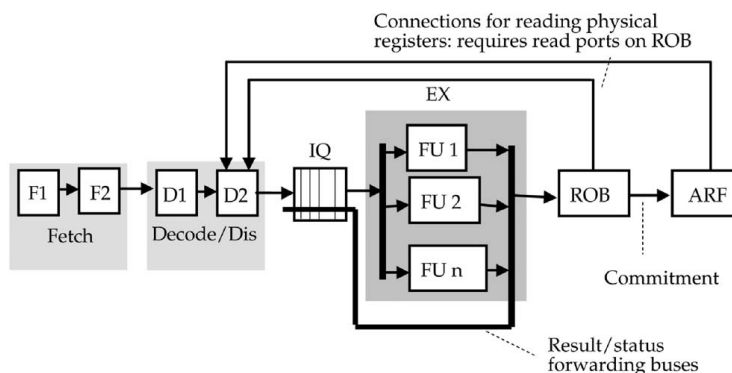 Connections for reading physical
registers: requires read ports on ROB
EX
IQ
FU 1
F1
F2
D1
D2
FU 2
ROB
ARF
Fetch
Decode/Dis
FU n
Commitment
Result/status
forwarding buses